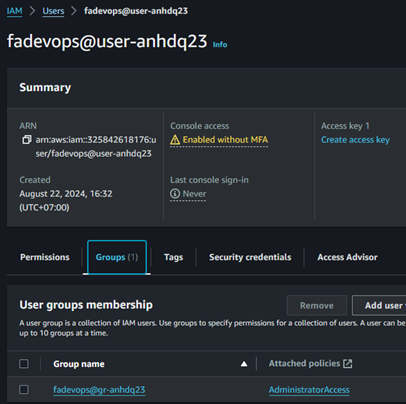 IAM > Users > fadevops@user-anhdq23
fadevops@user-anhdq23 Info
Summary
ARN
arn:aws:iam::325842618176:u
ser/fadevops@user-anhdq23
Console access
Enabled without MFA
Access key 1
Create access key
Created
August 22, 2024, 16:32
(UTC+07:00)
Last console sign-in
Never
Permissions Groups (1) Tags Security credentials Access Advisor
User groups membership
Remove Add user
A user group is a collection of IAM users. Use groups to specify permissions for a collection of users. A user can be
up to 10 groups at a time.
Group name Attached policies
fadevops@gr-anhdq23 AdministratorAccess